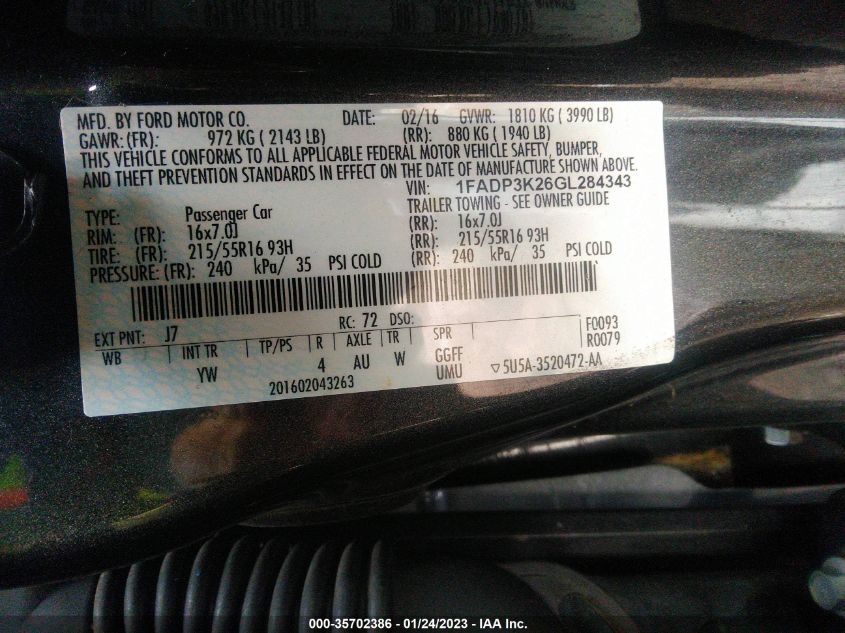 MFD. BY FORD MOTOR CO. DATE: 02/16 GVWR: 1810 KG ( 3990 LB)
GAWR: (FR): 972 KG ( 2143 LB) (RR): 880 KG ( 1940 LB)
THIS VEHICLE CONFORMS TO ALL APPLICABLE FEDERAL MOTOR VEHICLE SAFETY, BUMPER,
AND THEFT PREVENTION STANDARDS IN EFFECT ON THE DATE OF MANUFACTURE SHOWN ABOVE.
VIN: 1FADP3K26GL284343
TYPE: Passenger Car TRAILER TOWING - SEE OWNER GUIDE
RIM: (FR): 16x7.0J (RR): 16x7.0J
TIRE: (FR): 215/55R16 93H (RR): 215/55R16 93H
PRESSURE: (FR): 240 kPa/ 35 PSI COLD (RR): 240 kPa/ 35 PSI COLD
EXT PNT: J7 RC: 72 DSO: F0093
WB INT TR TP/PS R AXLE TR SPR R0079
YW 4 AU W GGFF
UMU ▽5U5A-3520472-AA
201602043263
000-35702386 - 01/24/2023 - IAA Inc.